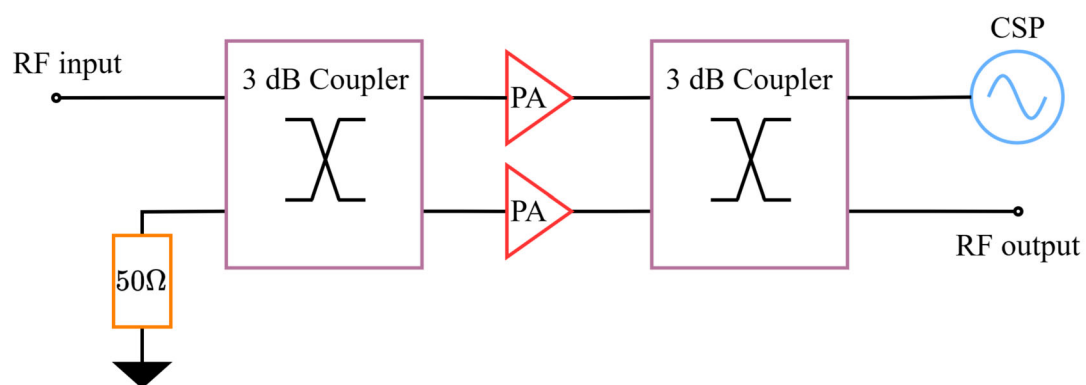 CSP
RF input
3 dB Coupler
PA
3 dB Coupler
PA
RF output
50Ω